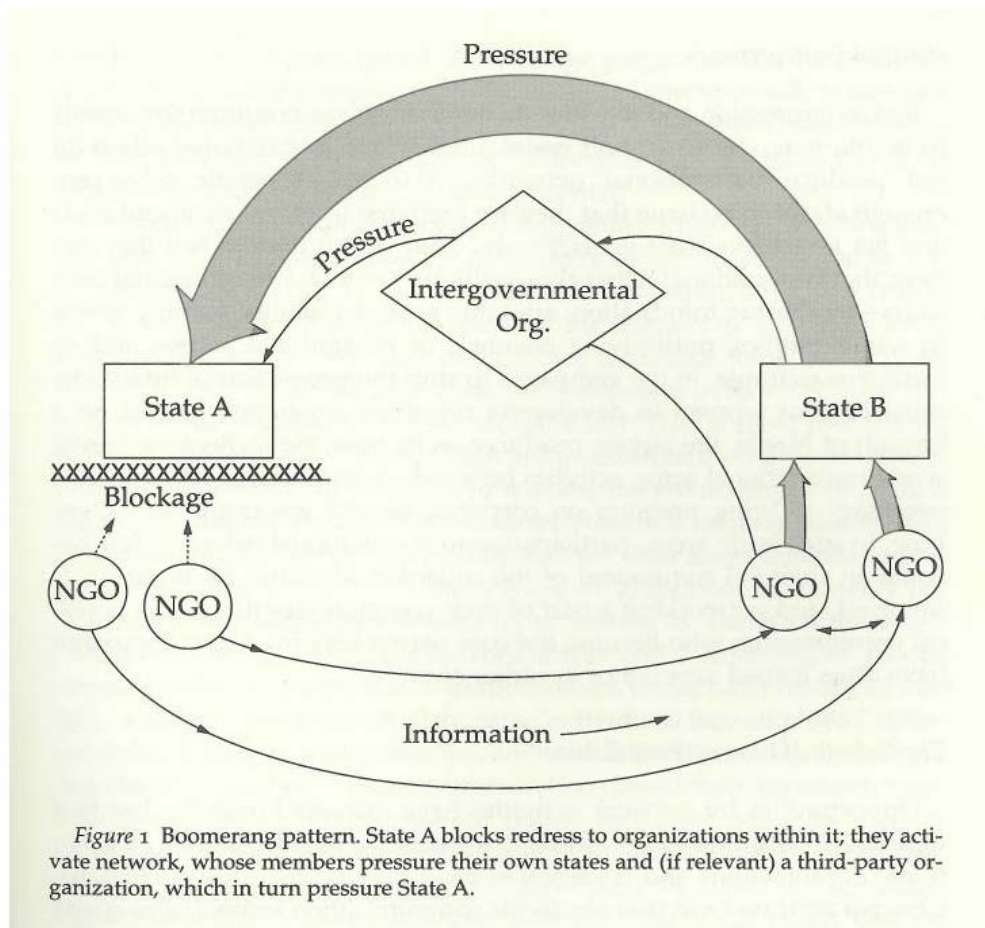 Pressure
Pressure
Intergovernmental
Org.
State A
State B
XXXXXXXXXXXXXXXXXXX
Blockage
NGO
NGO
NGO
NGO
Information
Figure 1 Boomerang pattern. State A blocks redress to organizations within it; they acti-
vate network, whose members pressure their own states and (if relevant) a third-party or-
ganization, which in turn pressure State A.